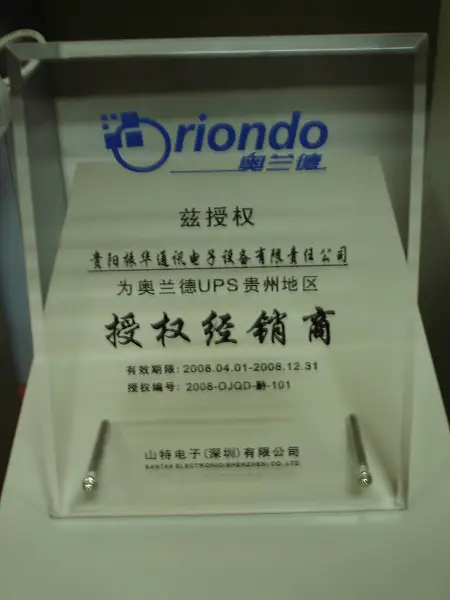 Oriondo
奥兰德
兹授权
贵阳振华通讯电子设备有限责任公司
为奥兰德UPS贵州地区
授权经销商
有效期限:2008.04.01-2008.12.31
授权编号: 2008-OJQD-黔-101
山特电子(深圳)有限公司
SANTAK ELECTRONIC(SHENZHEN) CO.,LTD.